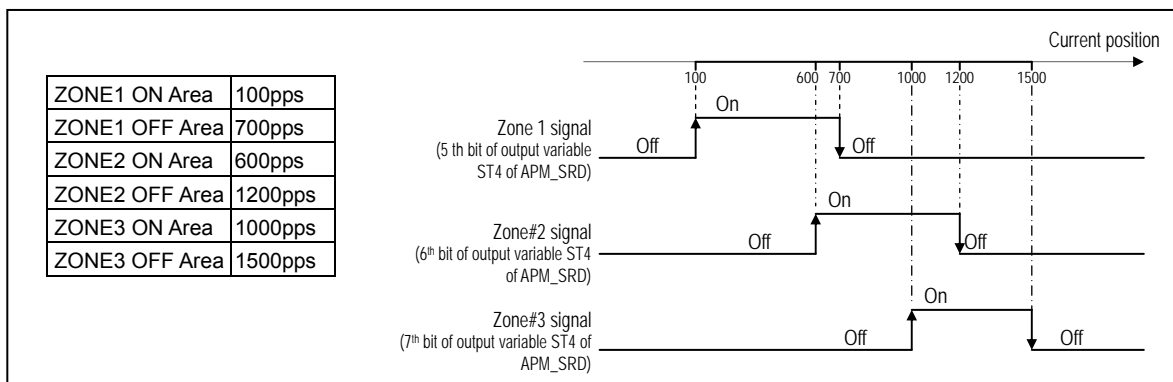 ZONE1 ON Area 100pps
ZONE1 OFF Area 700pps
ZONE2 ON Area 600pps
ZONE2 OFF Area 1200pps
ZONE3 ON Area 1000pps
ZONE3 OFF Area 1500pps
Current position
100 600 700 1000 1200 1500
On
Zone 1 signal
(5 th bit of output variable
ST4 of APM_SRD)
Off Off
On
Zone#2 signal
(6th bit of output variable ST4
of APM_SRD)
Off Off
On
Zone#3 signal
(7th bit of output variable ST4 of
APM_SRD)
Off Off